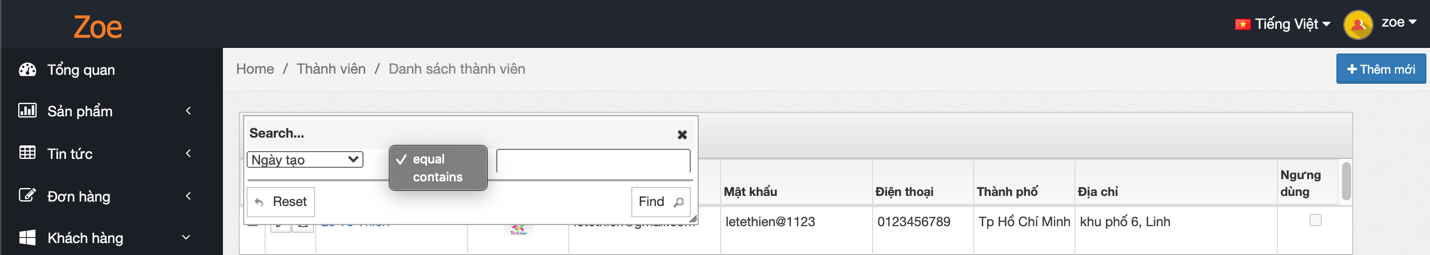 Zoe
Tiếng Việt
zoe
Tổng quan
Home / Thành viên / Danh sách thành viên
Thêm mới
Sản phẩm
Tin tức
Đơn hàng
Khách hàng
Search...
Ngày tạo
equal
contains
Reset
Find
Mật khẩu
Điện thoại
Thành phố
Địa chỉ
Ngưng
dùng
letethien@1123
0123456789
Tp Hồ Chí Minh
khu phố 6, Linh